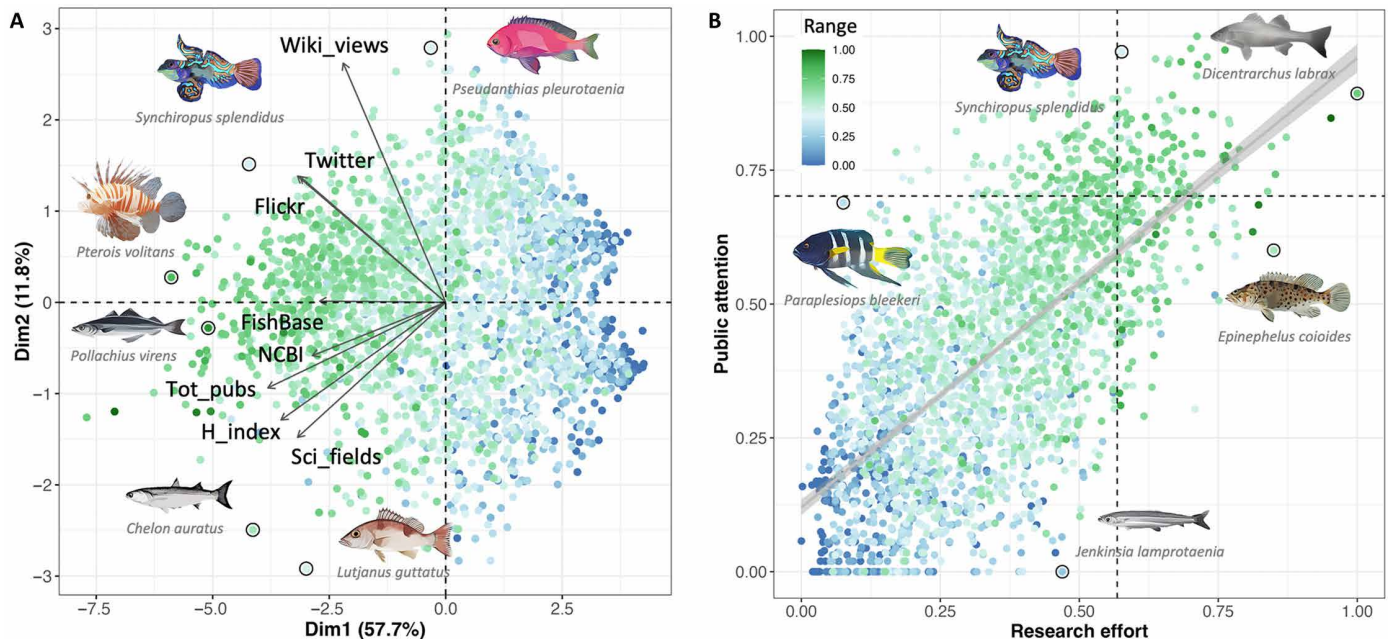 A
3
2
1
0
−1
−2
−3
Dim2 (11.8%)
−7.5
−5.0
−2.5
0.0
2.5
Dim1 (57.7%)
Wiki_views
Twitter
Flickr
FishBase
NCBI
Tot_pubs
H_index
Sci_fields
Synchiropus splendidus
Pseudanthias pleurotaenia
Pterois volitans
Pollachius virens
Chelon auratus
Lutjanus guttatus
B
Range
1.00
0.75
0.50
0.25
0.00
1.00
0.75
0.50
0.25
0.00
Public attention
0.00
0.25
0.50
0.75
1.00
Research effort
Synchiropus splendidus
Dicentrarchus labrax
Paraplesiops bleekeri
Epinephelus coioides
Jenkinsia lamprotaenia